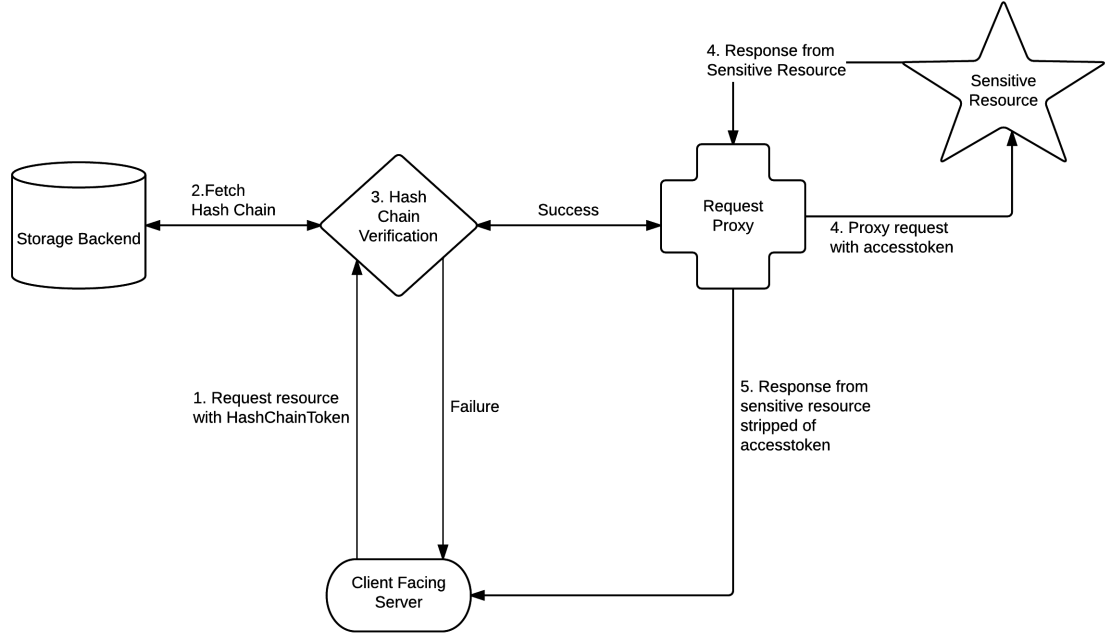 4. Response from
Sensitive Resource
Sensitive
Resource
2.Fetch
Hash Chain
3. Hash
Chain
Verification
Success
Request
Proxy
Storage Backend
4. Proxy request
with accesstoken
1. Request resource
with HashChainToken
Failure
5. Response from
sensitive resource
stripped of
accesstoken
Client Facing
Server